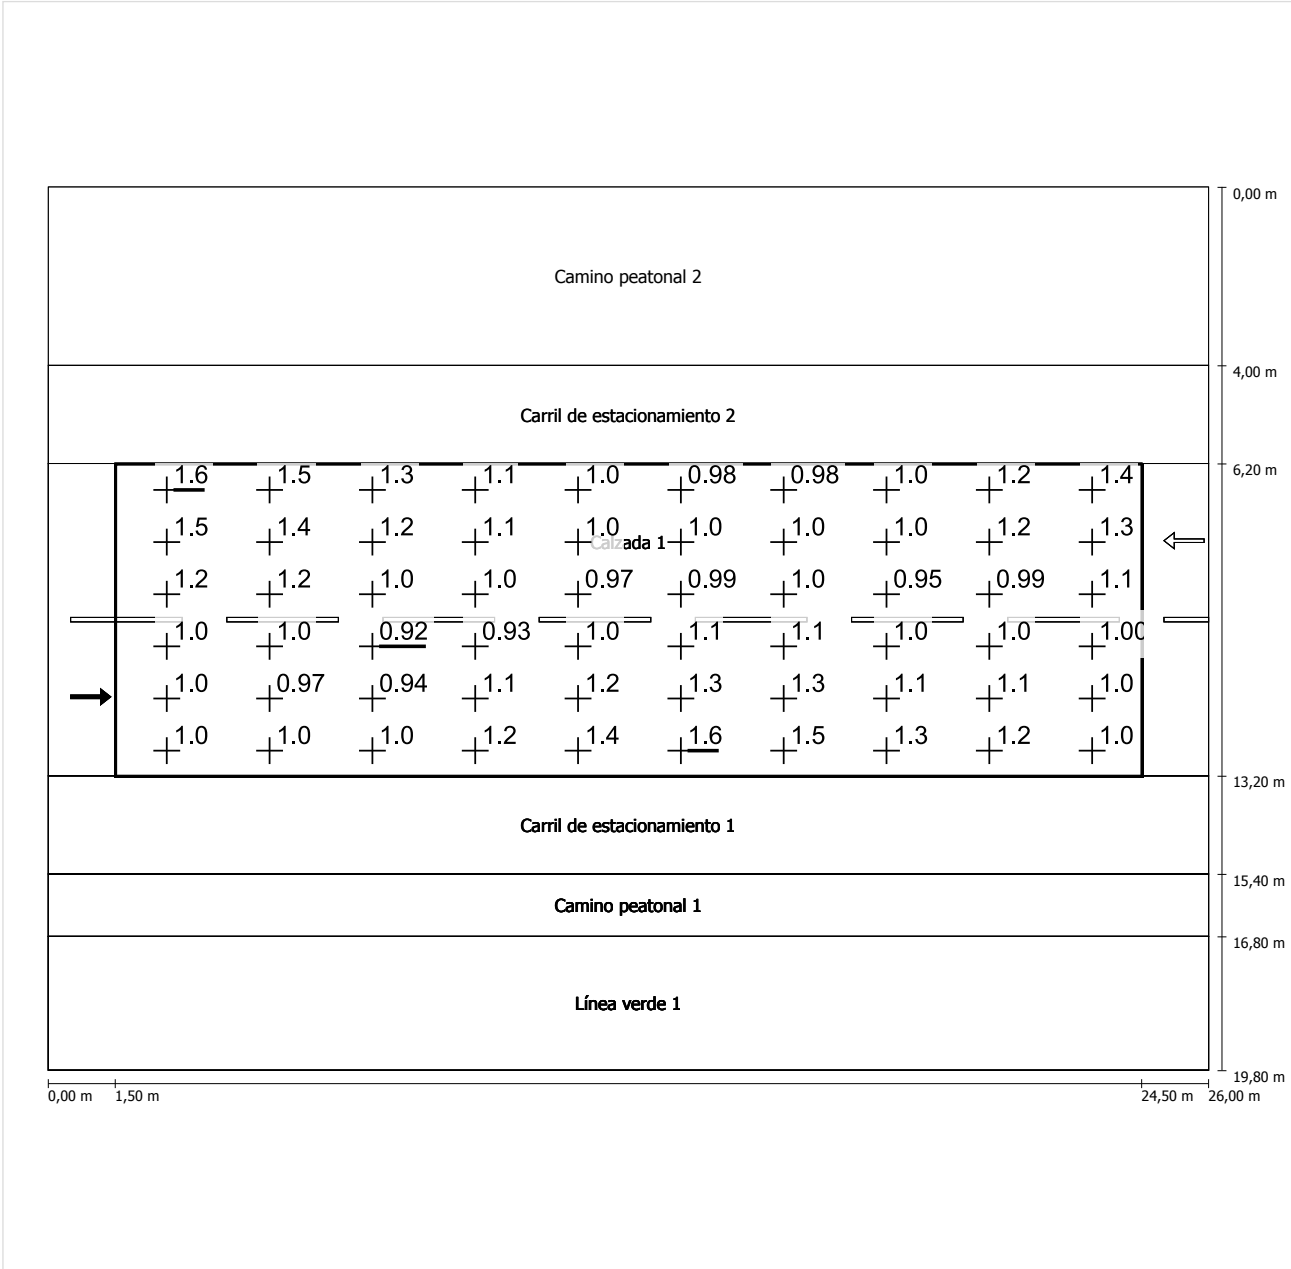 0,00 m
Camino peatonal 2
4,00 m
Carril de estacionamiento 2
6,20 m
1.6 1.5 1.3 1.1 1.0 0.98 0.98 1.0 1.2 1.4
1.5 1.4 1.2 1.1 1.0 1.0 1.0 1.0 1.2 1.3
Calzada 1
1.2 1.2 1.0 1.0 0.97 0.99 1.0 0.95 0.99 1.1
1.0 1.0 0.92 0.93 1.0 1.1 1.1 1.0 1.0 1.00
1.0 0.97 0.94 1.1 1.2 1.3 1.3 1.1 1.1 1.0
1.0 1.0 1.0 1.2 1.4 1.6 1.5 1.3 1.2 1.0
13,20 m
Carril de estacionamiento 1
15,40 m
Camino peatonal 1
16,80 m
Línea verde 1
19,80 m
0,00 m 1,50 m 24,50 m 26,00 m